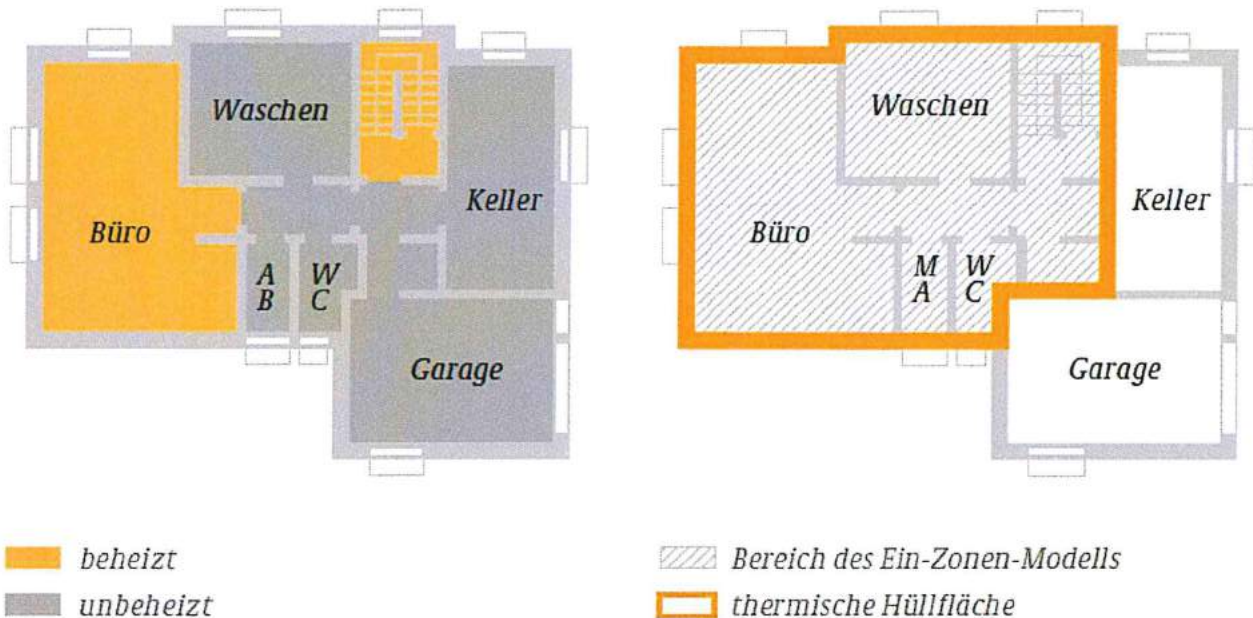 Waschen
Büro
Keller
A
B
W
C
Garage
beheizt
unbeheizt
Waschen
Büro
Keller
M
A
W
C
Garage
Bereich des Ein-Zonen-Modells
thermische Hüllfläche